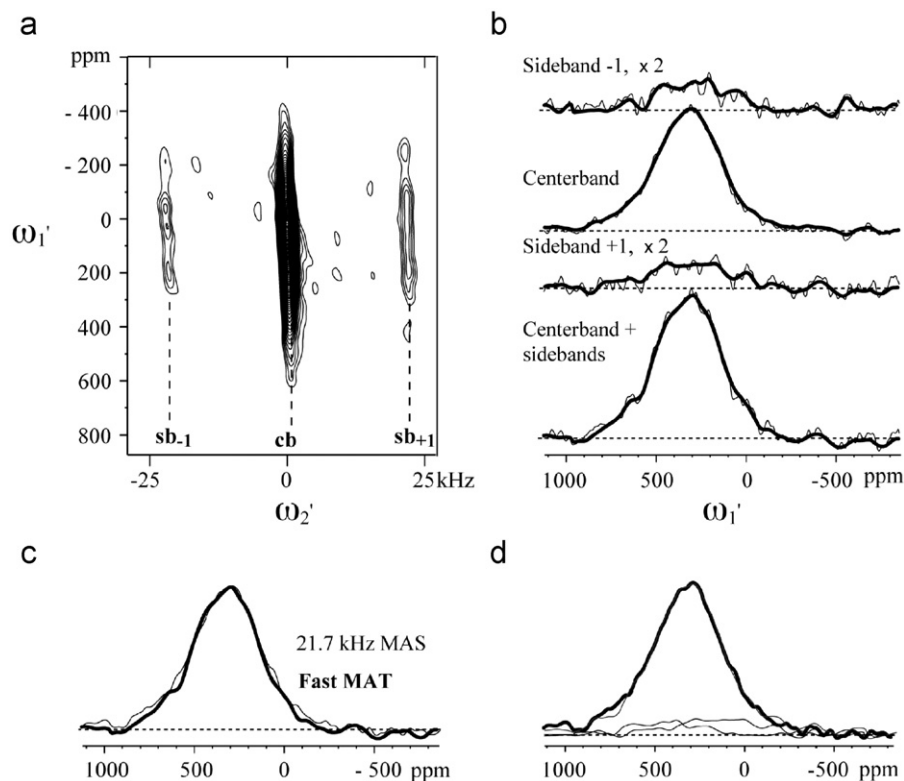 a
ppm
- 400
- 200
0
200
400
600
800
ω1'
sb-1
cb
sb+1
-25
0
25kHz
ω2'
b
Sideband -1, x 2
Centerband
Sideband +1, x 2
Centerband +
sidebands
1000
500
0
-500
ppm
ω1'
c
21.7 kHz MAS
Fast MAT
1000
500
0
- 500
ppm
d
1000
500
0
-500
ppm